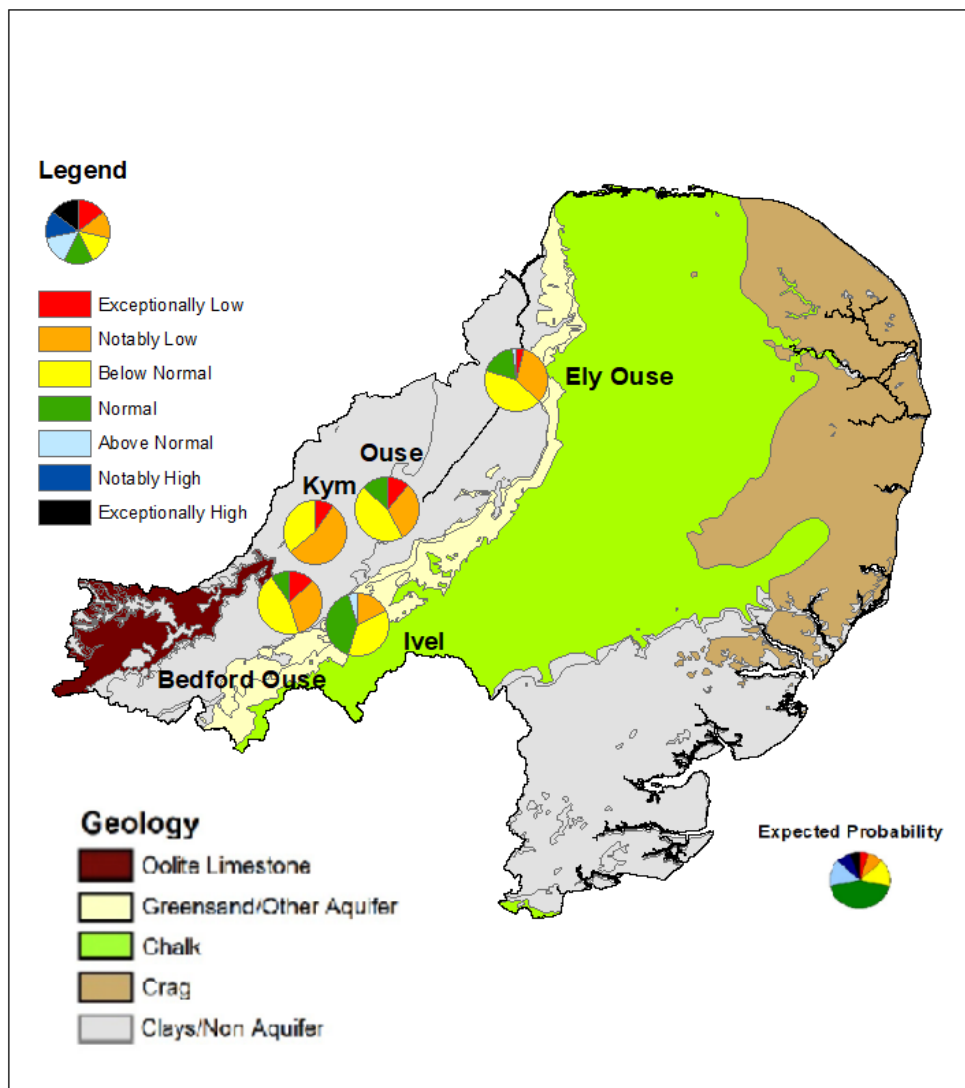 Legend
Exceptionally Low
Notably Low
Below Normal
Normal
Above Normal
Notably High
Exceptionally High
Ely Ouse
Ouse
Kym
Ivel
Bedford Ouse
Geology
Oolite Limestone
Greensand/Other Aquifer
Chalk
Crag
Clays/Non Aquifer
Expected Probability